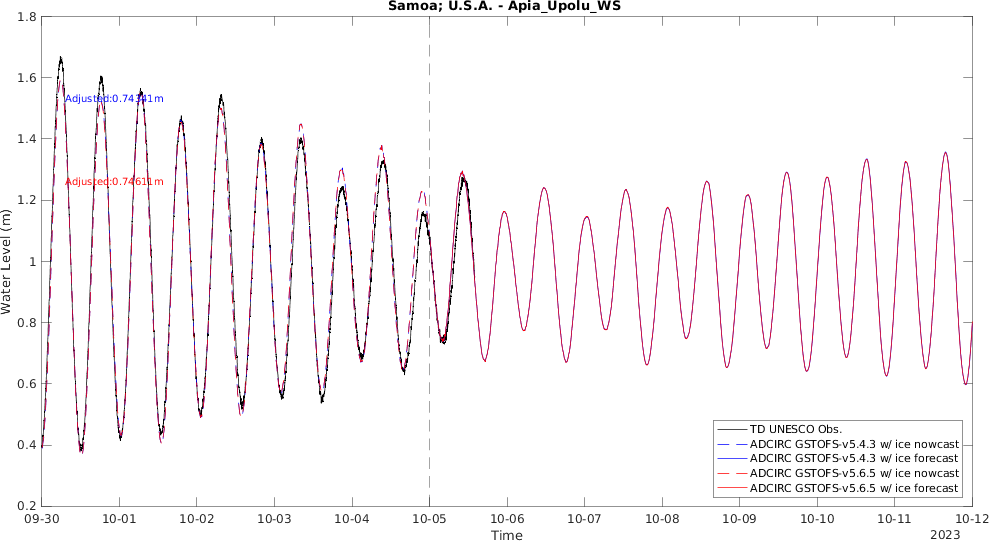 Samoa; U.S.A. - Apia_Upolu_WS
1.8
1.6
1.4
1.2
1
0.8
0.6
0.4
0.2
Water Level (m)
Adjusted:0.74341m
Adjusted:0.74611m
TD UNESCO Obs.
ADCIRC GSTOFS-v5.4.3 w/ ice nowcast
ADCIRC GSTOFS-v5.4.3 w/ ice forecast
ADCIRC GSTOFS-v5.6.5 w/ ice nowcast
ADCIRC GSTOFS-v5.6.5 w/ ice forecast
09-30 10-01 10-02 10-03 10-04 10-05 10-06 10-07 10-08 10-09 10-10 10-11 10-12
Time
2023